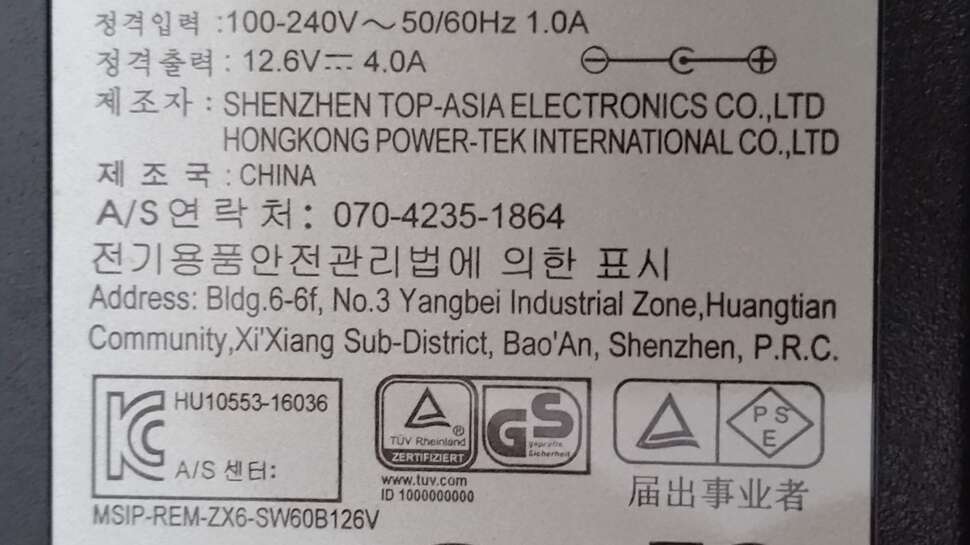 정격입력 :100-240V～50/60Hz 1.0A
정격출력 : 12.6V⎓ 4.0A
제조자 : SHENZHEN TOP-ASIA ELECTRONICS CO.,LTD
HONGKONG POWER-TEK INTERNATIONAL CO.,LTD
제 조 국 : CHINA
A/S연락처: 070-4235-1864
전기용품안전관리법에 의한 표시
Address: Bldg.6-6f, No.3 Yangbei Industrial Zone,Huangtian
Community,Xi'Xiang Sub-District, Bao'An, Shenzhen, P.R.C.
HU10553-16036
A/S 센터:
MSIP-REM-ZX6-SW60B126V
TÜV Rheinland
ZERTIFIZIERT
GS
geprüfte
Sicherheit
www.tuv.com
ID 1000000000
PS
E
届出事业者